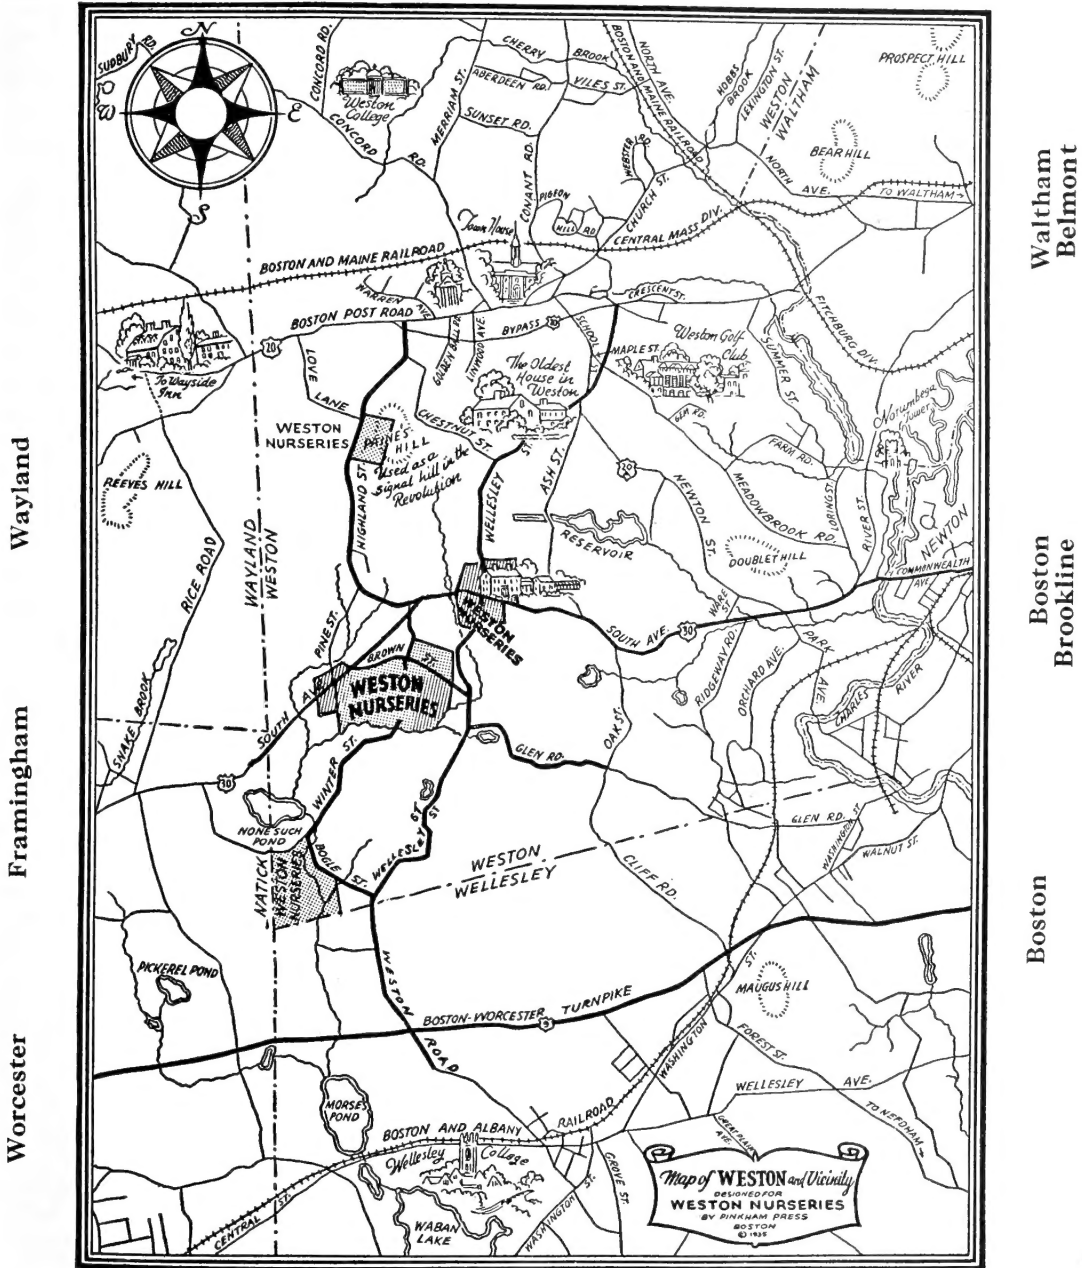 N
W
E
S
SUDBURY RD.
CONCORD RD.
Weston
College
CONCORD RD.
MERRIAM ST.
CHERRY BROOK
ABERDEEN RD.
VILES ST.
SUNSET RD.
CONANT RD.
BOSTON AND MAINE RAILROAD
NORTH AVE.
HOBBS
BROOK
LEXINGTON ST.
WESTON
WALTHAM
PROSPECT HILL
BEAR HILL
NORTH AVE.
TO WALTHAM
WEBSTER RD.
CHURCH ST.
PIGEON
HILL RD
Town House
CENTRAL MASS DIV.
BOSTON AND MAINE RAILROAD
WARREN AVE.
BOSTON POST ROAD
20
GOLDEN BALL RD.
LINWOOD AVE.
BYPASS
20
CRESCENT ST.
SCHOOL ST.
MAPLE ST.
Weston Golf
Club
SUMMER ST.
FITCHBURG DIV.
To Wayside
Inn
LOVE LANE
The Oldest
House in
Weston
GEM RD.
FARM RD.
Norumbega
Tower
WESTON
NURSERIES
PAINES
HILL
Used as a
signal hill in the
Revolution
CHESTNUT ST.
HIGHLAND ST.
WELLESLEY ST.
ASH ST.
20
NEWTON ST.
MEADOWBROOK RD.
LORING ST.
RIVER ST.
REEVES HILL
RICE ROAD
WAYLAND
WESTON
RESERVOIR
DOUBLET HILL
NEWTON
COMMONWEALTH
AVE.
WESTON
NURSERIES
SOUTH AVE.
30
WARE ST.
RIDGEWAY RD.
ORCHARD AVE.
PARK AVE.
CHARLES RIVER
PINE ST.
BROWN ST.
WESTON
NURSERIES
SOUTH AVE.
30
SNAKE BROOK
WINTER ST.
GLEN RD.
OAK ST.
NONE SUCH
POND
BOGLE ST.
WELLESLEY ST
WESTON
WELLESLEY
NATICK
WESTON
NURSERIES
CLIFF RD.
GLEN RD.
WASHINGTON ST
WALNUT ST.
PICKEREL POND
WESTON ROAD
BOSTON-WORCESTER
9
TURNPIKE
WASHINGTON ST.
MAUGUS HILL
FOREST ST.
WELLESLEY AVE.
TO NEEDHAM
GREAT PLAIN
AVE.
MORSES
POND
BOSTON AND ALBANY RAILROAD
Wellesley College
CENTRAL ST.
WABAN
LAKE
WASHINGTON ST.
GROVE ST.
Map of WESTON and Vicinity
DESIGNED FOR
WESTON NURSERIES
BY PINKHAM PRESS
BOSTON
© 1935
Wayland
Framingham
Worcester
Waltham
Belmont
Boston
Brookline
Boston